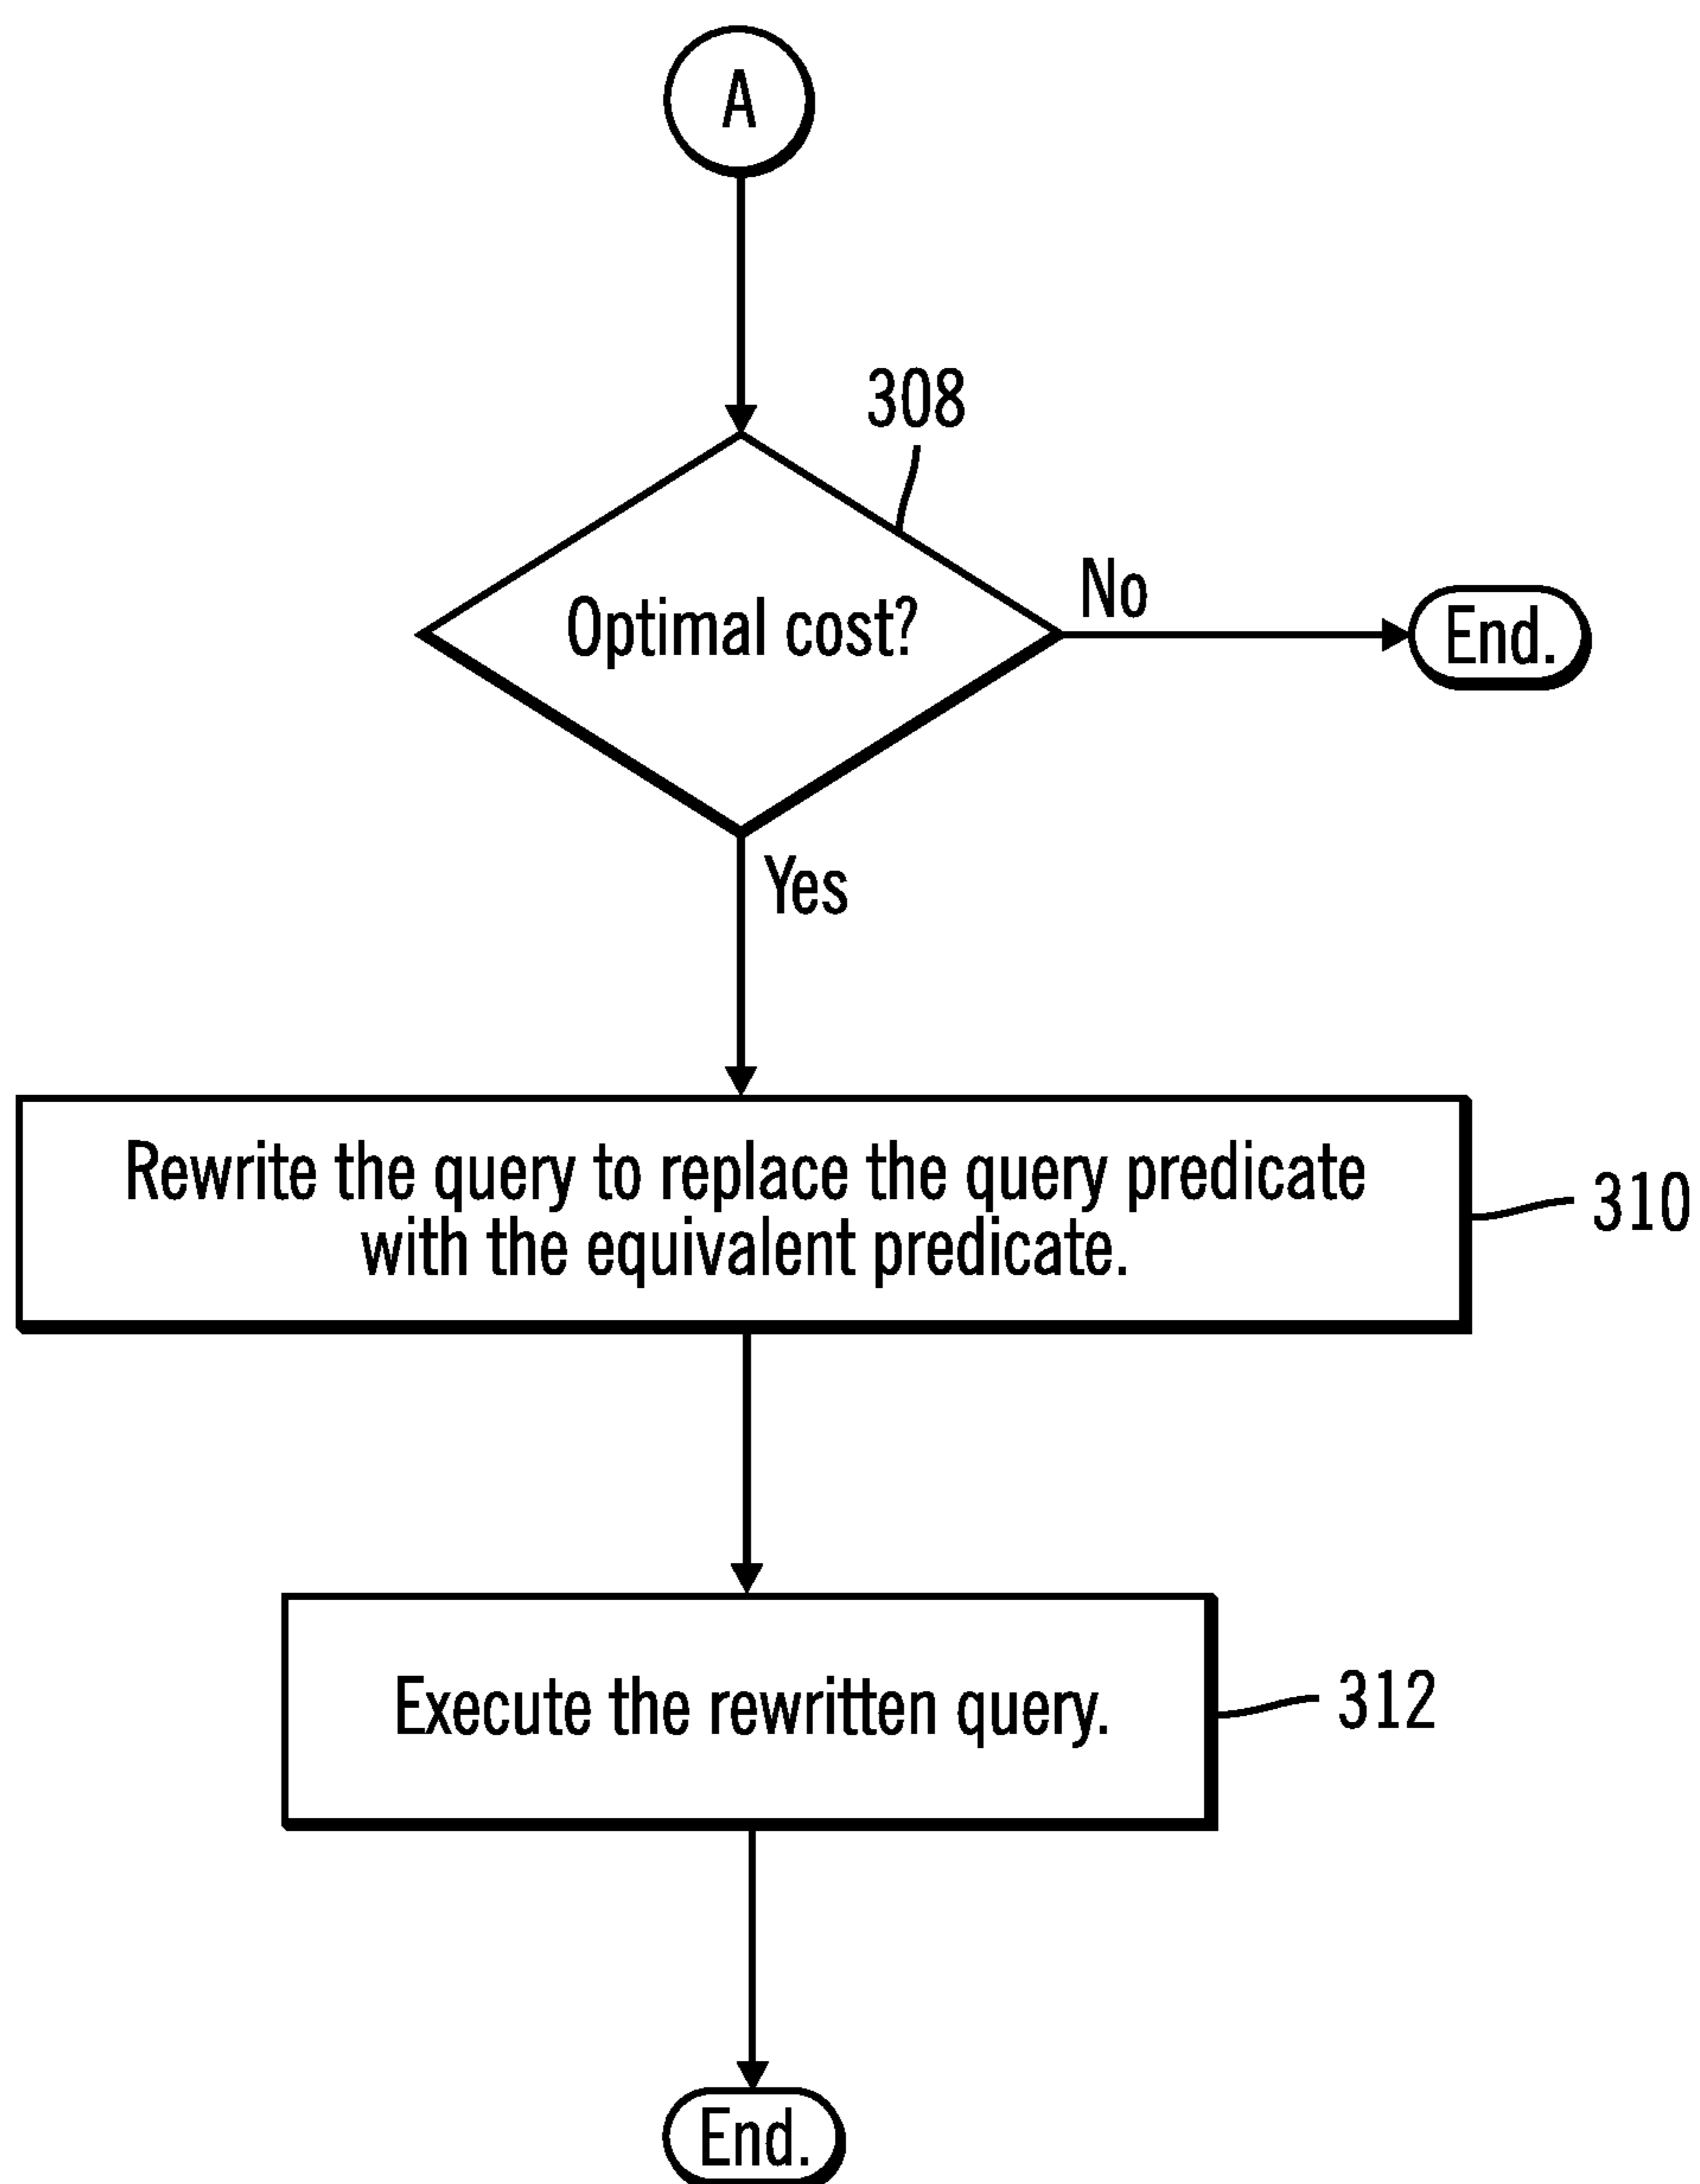 A
308
Optimal cost?
No
End.
Yes
Rewrite the query to replace the query predicate
with the equivalent predicate.
310
Execute the rewritten query.
312
End.